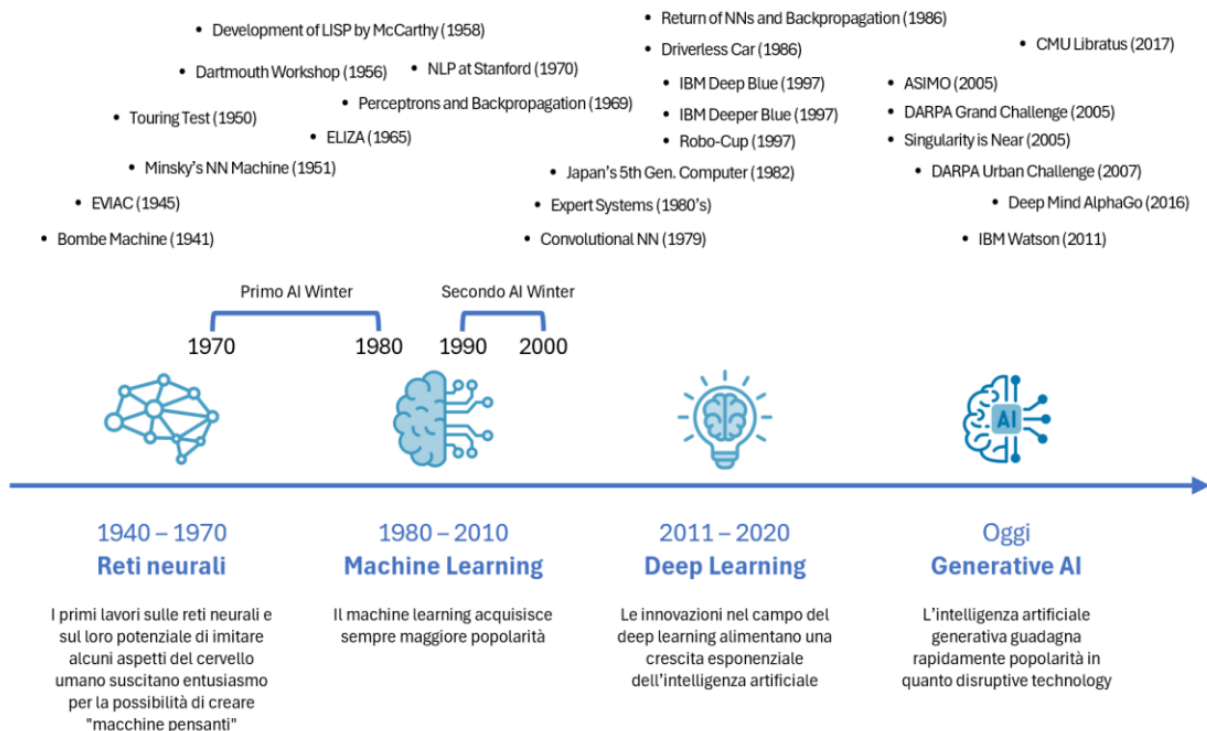 • Development of LISP by McCarthy (1958)
• Dartmouth Workshop (1956)
• NLP at Stanford (1970)
• Perceptrons and Backpropagation (1969)
• Touring Test (1950)
• ELIZA (1965)
• Minsky's NN Machine (1951)
• EVIAC (1945)
• Bombe Machine (1941)
• Return of NNs and Backpropagation (1986)
• Driverless Car (1986)
• IBM Deep Blue (1997)
• IBM Deeper Blue (1997)
• Robo-Cup (1997)
• Japan's 5th Gen. Computer (1982)
• Expert Systems (1980's)
• Convolutional NN (1979)
• CMU Libratus (2017)
• ASIMO (2005)
• DARPA Grand Challenge (2005)
• Singularity is Near (2005)
• DARPA Urban Challenge (2007)
• Deep Mind AlphaGo (2016)
• IBM Watson (2011)
Primo AI Winter
1970
1980
Secondo AI Winter
1990
2000
AI
1940 – 1970
Reti neurali
I primi lavori sulle reti neurali e
sul loro potenziale di imitare
alcuni aspetti del cervello
umano suscitano entusiasmo
per la possibilità di creare
"macchine pensanti"
1980 – 2010
Machine Learning
Il machine learning acquisisce
sempre maggiore popolarità
2011 – 2020
Deep Learning
Le innovazioni nel campo del
deep learning alimentano una
crescita esponenziale
dell'intelligenza artificiale
Oggi
Generative AI
L'intelligenza artificiale
generativa guadagna
rapidamente popolarità in
quanto disruptive technology